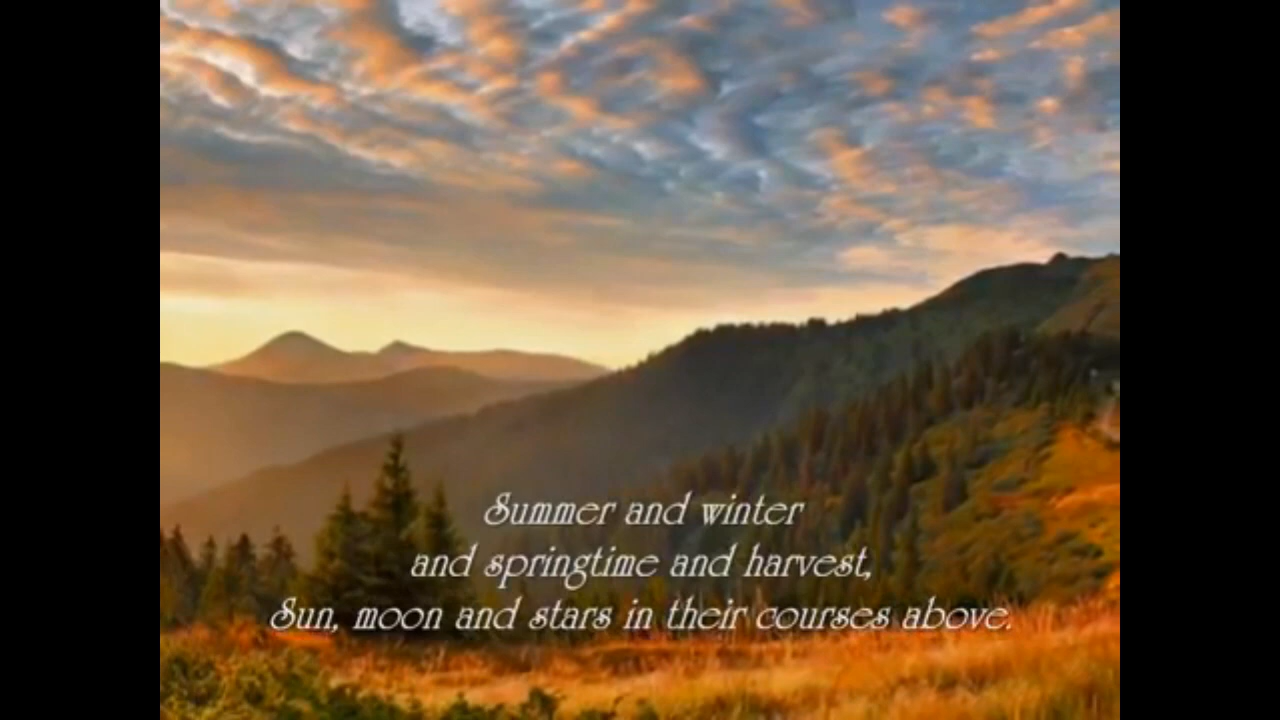 Summer and winter
and springtime and harvest,
Sun, moon and stars in their courses above.